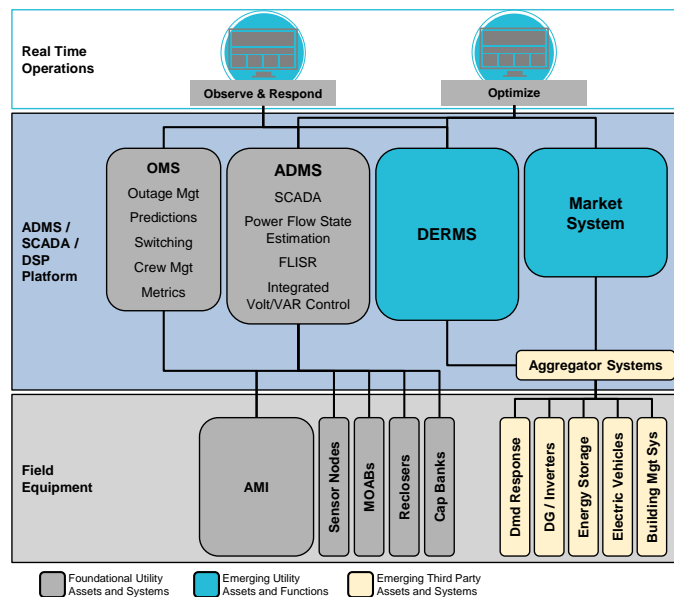 Real Time
Operations
Observe & Respond
Optimize
ADMS /
SCADA /
DSP
Platform
OMS
Outage Mgt
Predictions
Switching
Crew Mgt
Metrics
ADMS
SCADA
Power Flow State
Estimation
FLISR
Integrated
Volt/VAR Control
DERMS
Market
System
Aggregator Systems
Field
Equipment
AMI
Sensor Nodes
MOABs
Reclosers
Cap Banks
Dmd Response
DG / Inverters
Energy Storage
Electric Vehicles
Building Mgt Sys
Foundational Utility
Assets and Systems
Emerging Utility
Assets and Functions
Emerging Third Party
Assets and Systems